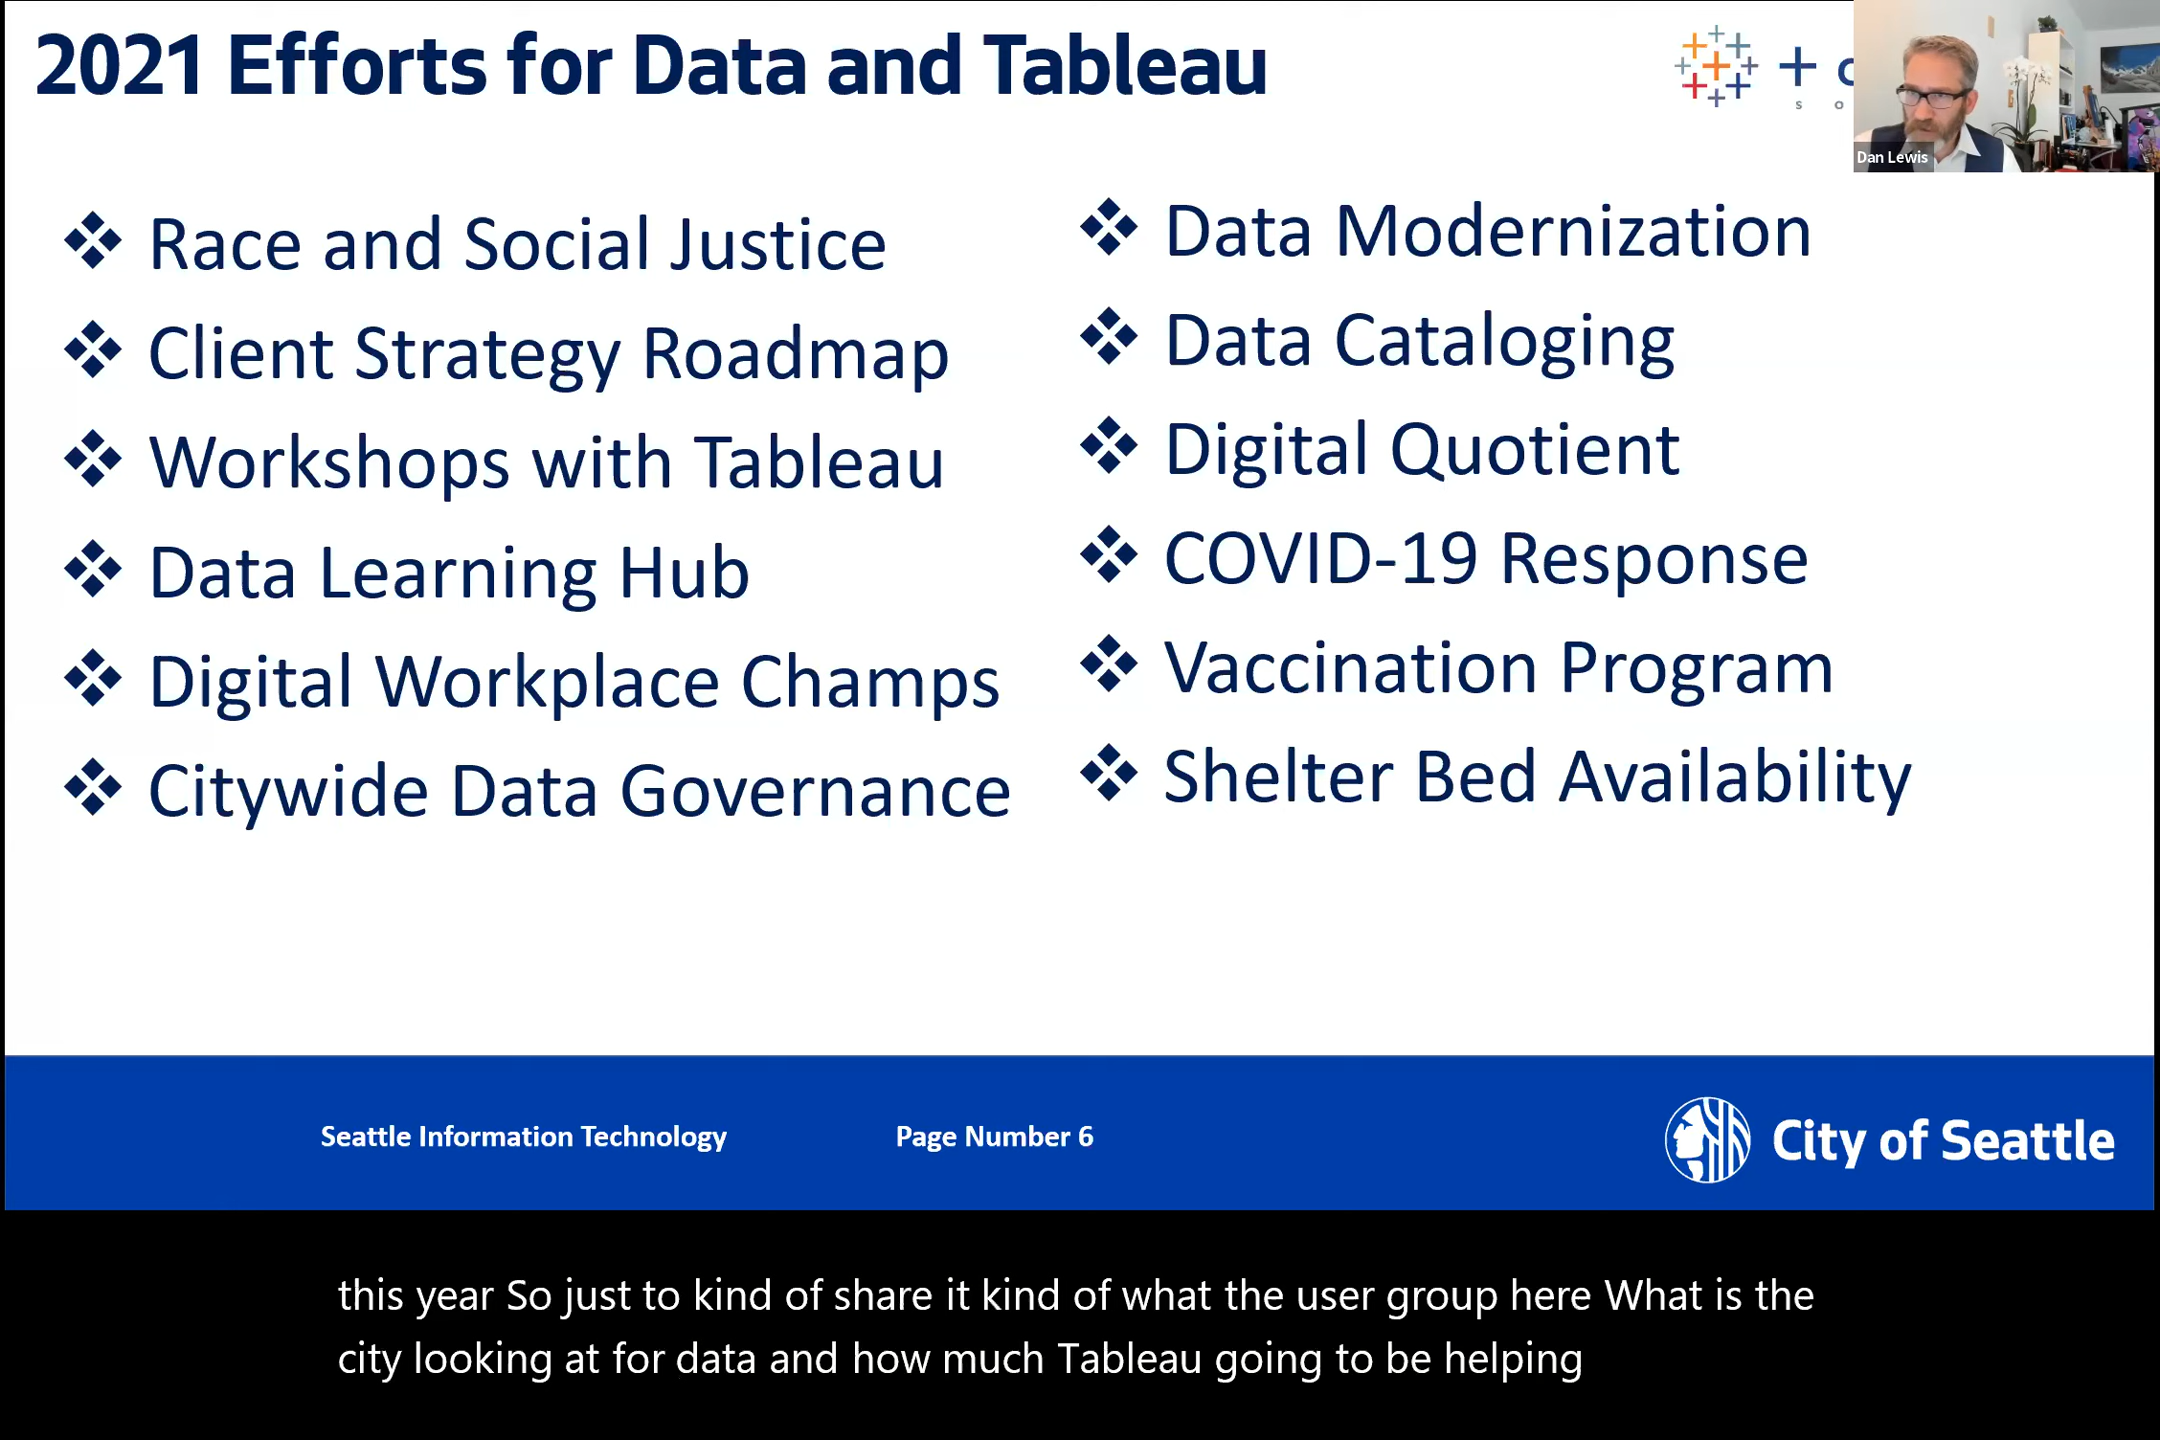 2021 Efforts for Data and Tableau
Dan Lewis
Race and Social Justice
Client Strategy Roadmap
Workshops with Tableau
Data Learning Hub
Digital Workplace Champs
Citywide Data Governance
Data Modernization
Data Cataloging
Digital Quotient
COVID-19 Response
Vaccination Program
Shelter Bed Availability
Seattle Information Technology
Page Number 6
City of Seattle
this year So just to kind of share it kind of what the user group here What is the
city looking at for data and how much Tableau going to be helping